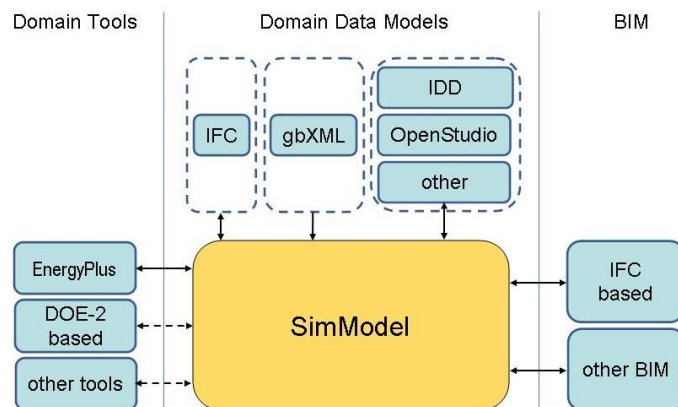 Domain Tools
Domain Data Models
BIM
IDD
IFC
gbXML
OpenStudio
other
EnergyPlus
DOE-2
based
other tools
SimModel
IFC
based
other BIM